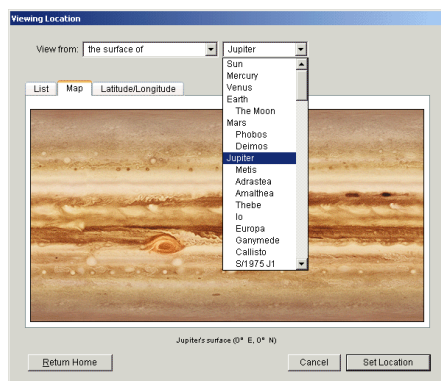 Viewing Location
View from: the surface of Jupiter
Sun
Mercury
Venus
Earth
The Moon
Mars
Phobos
Deimos
Jupiter
Metis
Adrastea
Amalthea
Thebe
Io
Europa
Ganymede
Callisto
S/1975 J1
List Map Latitude/Longitude
Jupiter's surface (0° E, 0° N)
Return Home Cancel Set Location